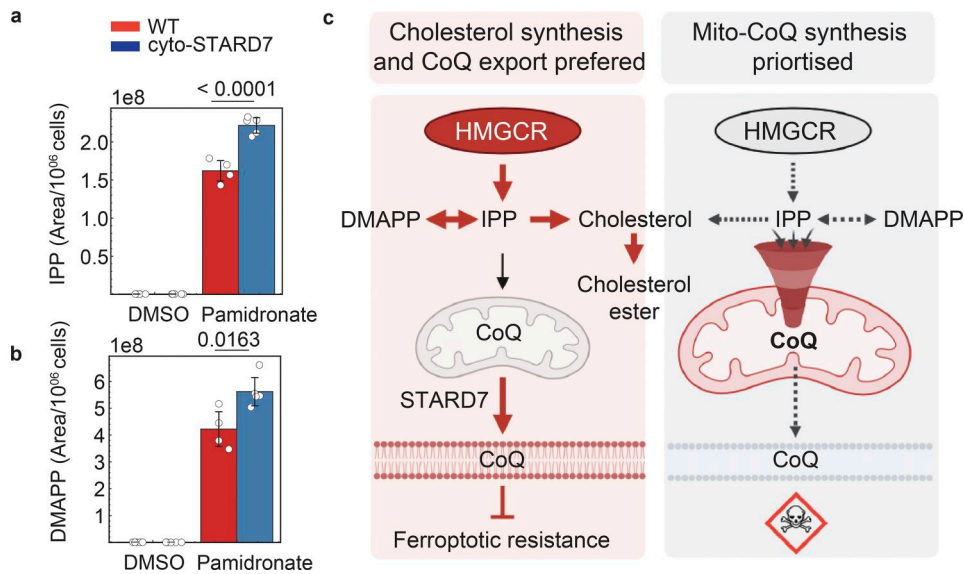 a
WT
cyto-STARD7
< 0.0001
1e8
IPP (Area/10⁰⁶ cells)
2.0
1.5
1.0
0.5
DMSO
Pamidronate
b
1e8
0.0163
DMAPP (Area/10⁰⁶ cells)
6
5
4
3
2
1
DMSO
Pamidronate
c
Cholesterol synthesis
and CoQ export prefered
HMGCR
DMAPP
IPP
Cholesterol
Cholesterol
ester
CoQ
STARD7
CoQ
Ferroptotic resistance
Mito-CoQ synthesis
priortised
HMGCR
IPP
DMAPP
CoQ
CoQ